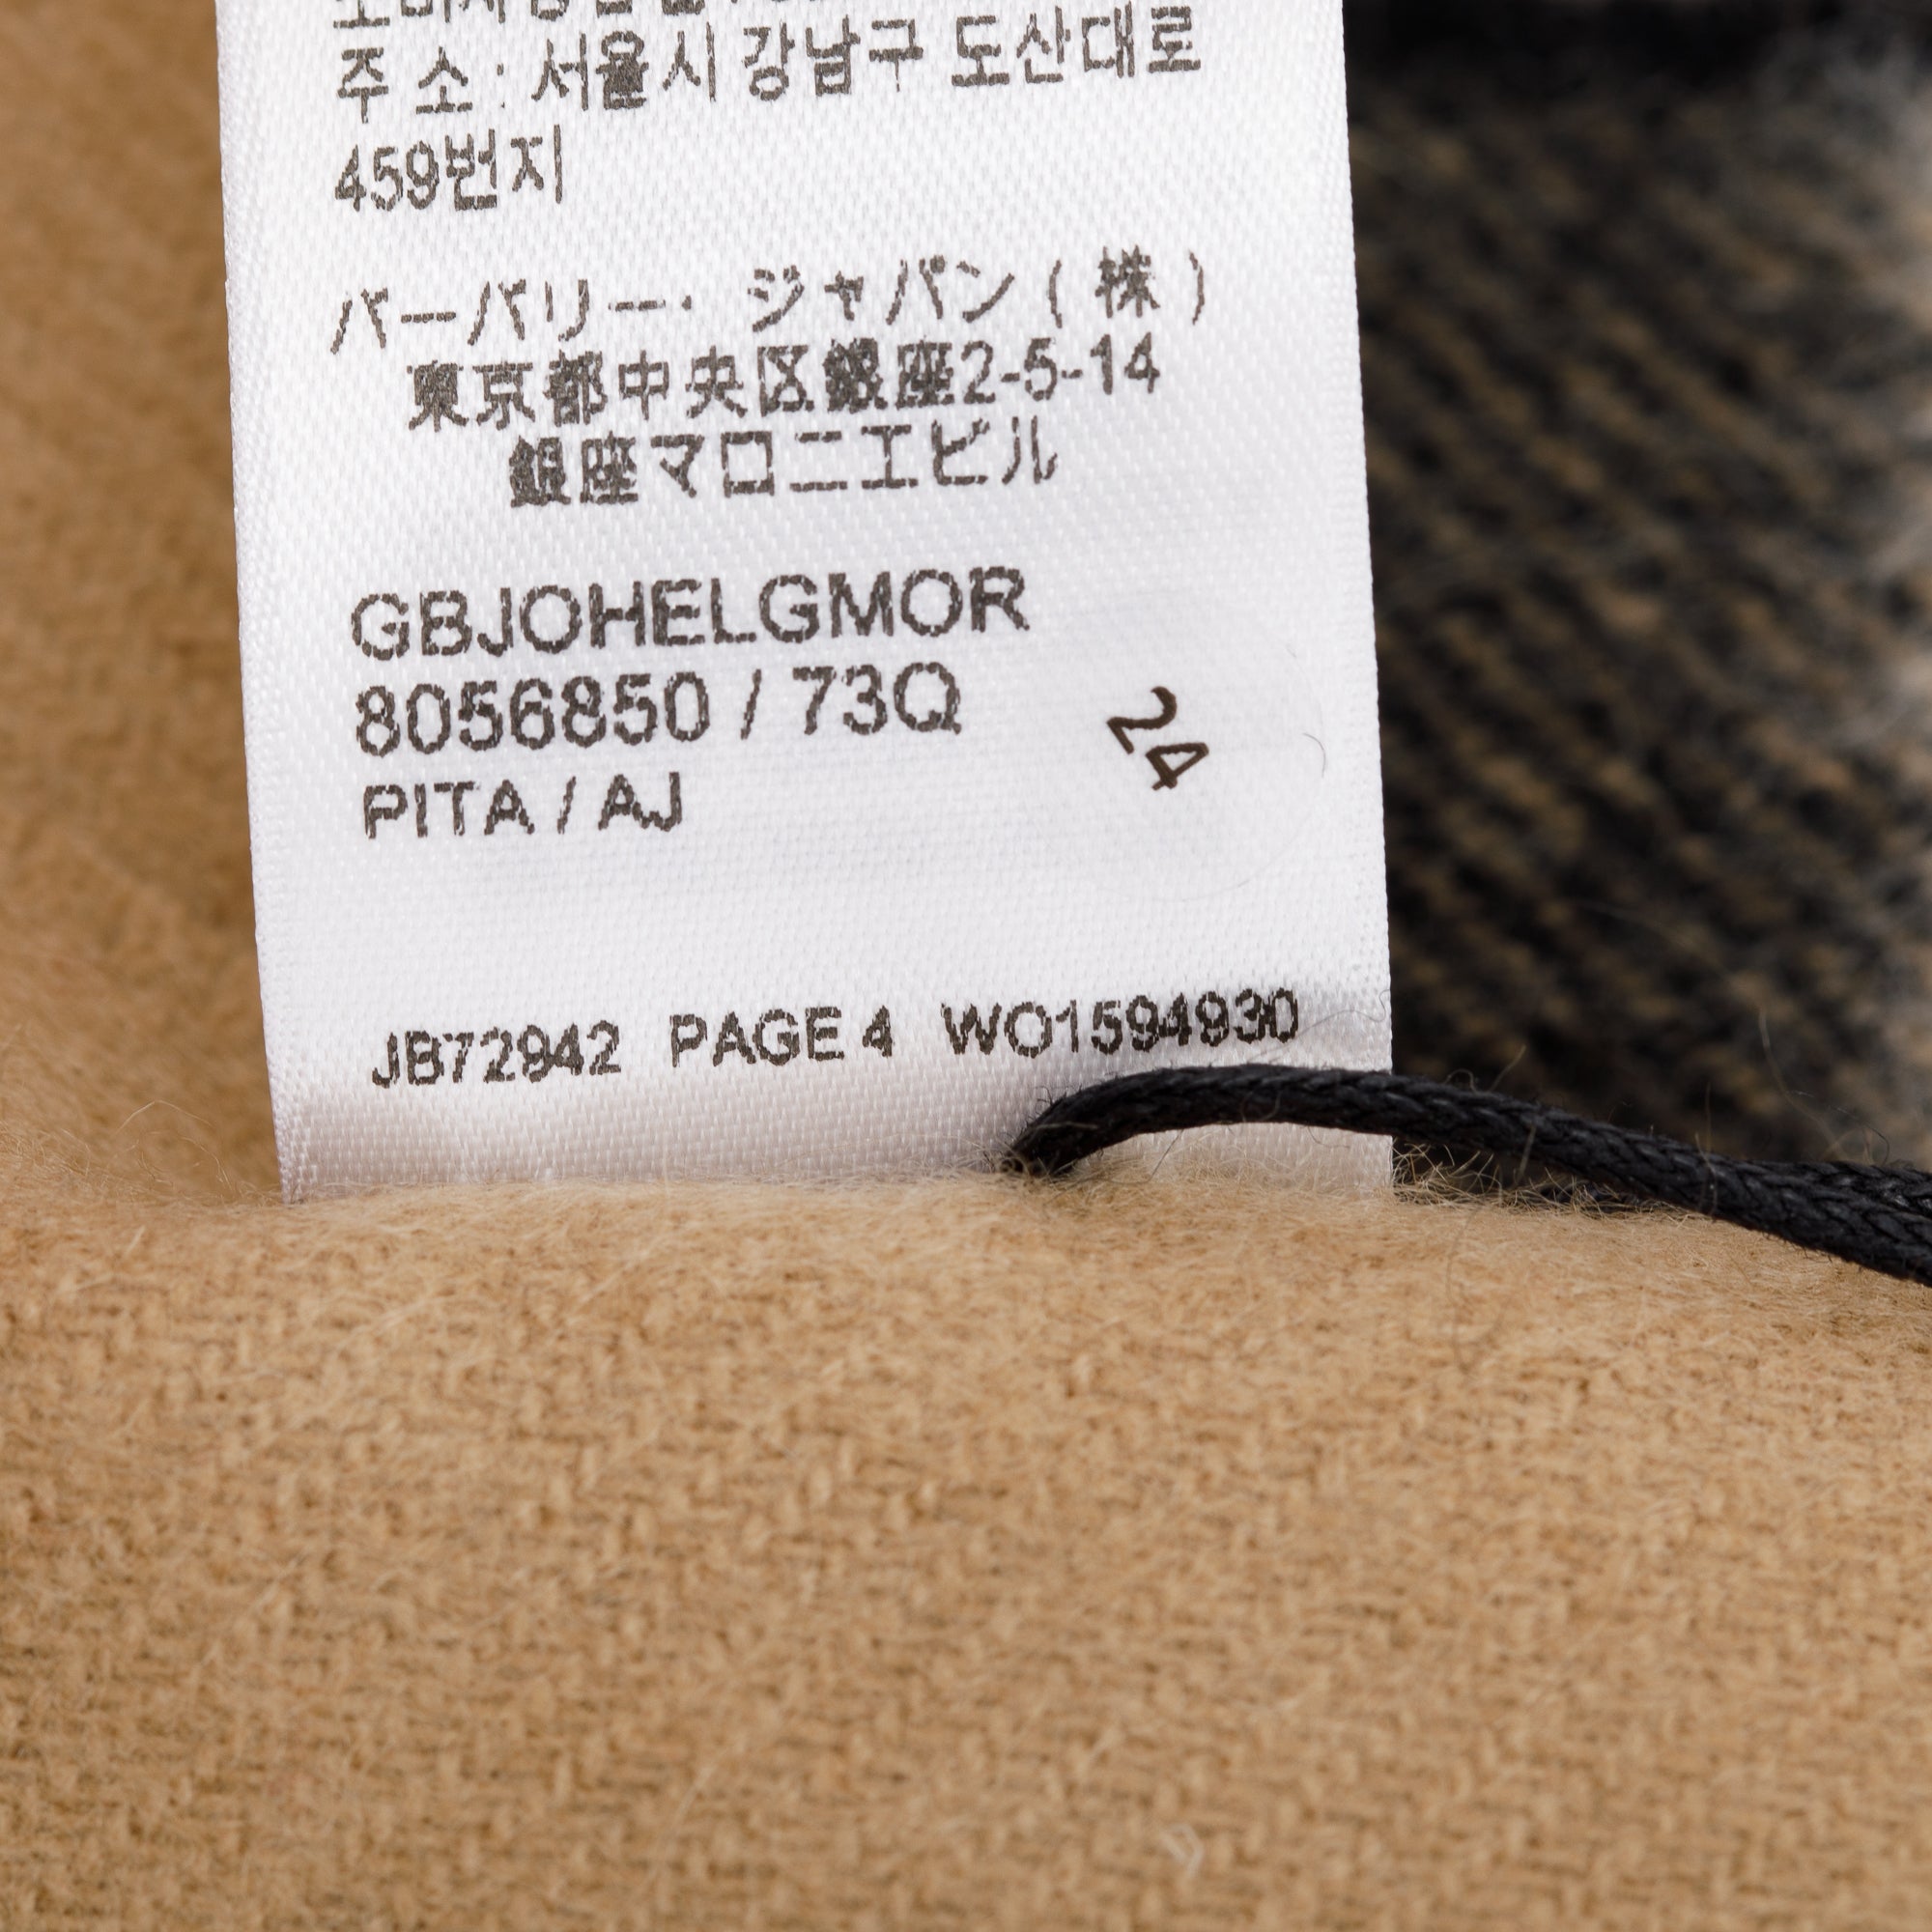 주 소 : 서울시 강남구 도산대로
459번지
バーバリー・ ジャパン ( 株 )
東京都中央区銀座2-5-14
銀座マロニエビル
GBJOHELGMOR
8056850 / 73Q
24
PITA / AJ
JB72942 PAGE 4 WO1594930